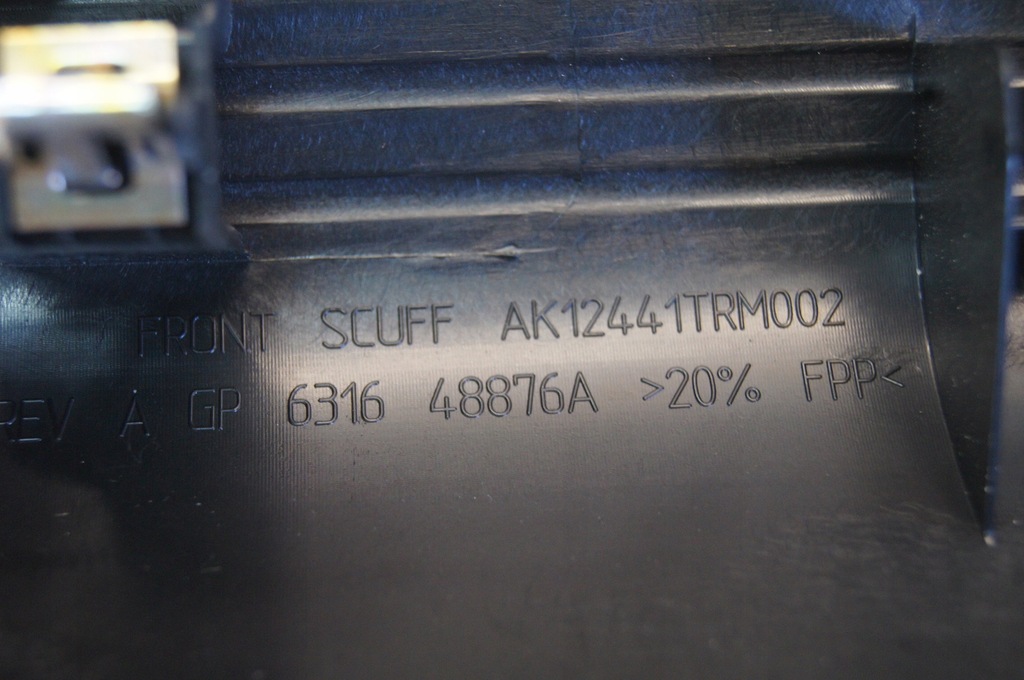 FRONT SCUFF AK12441TRM002
REV A GP 6316 48876A >20% FPP<